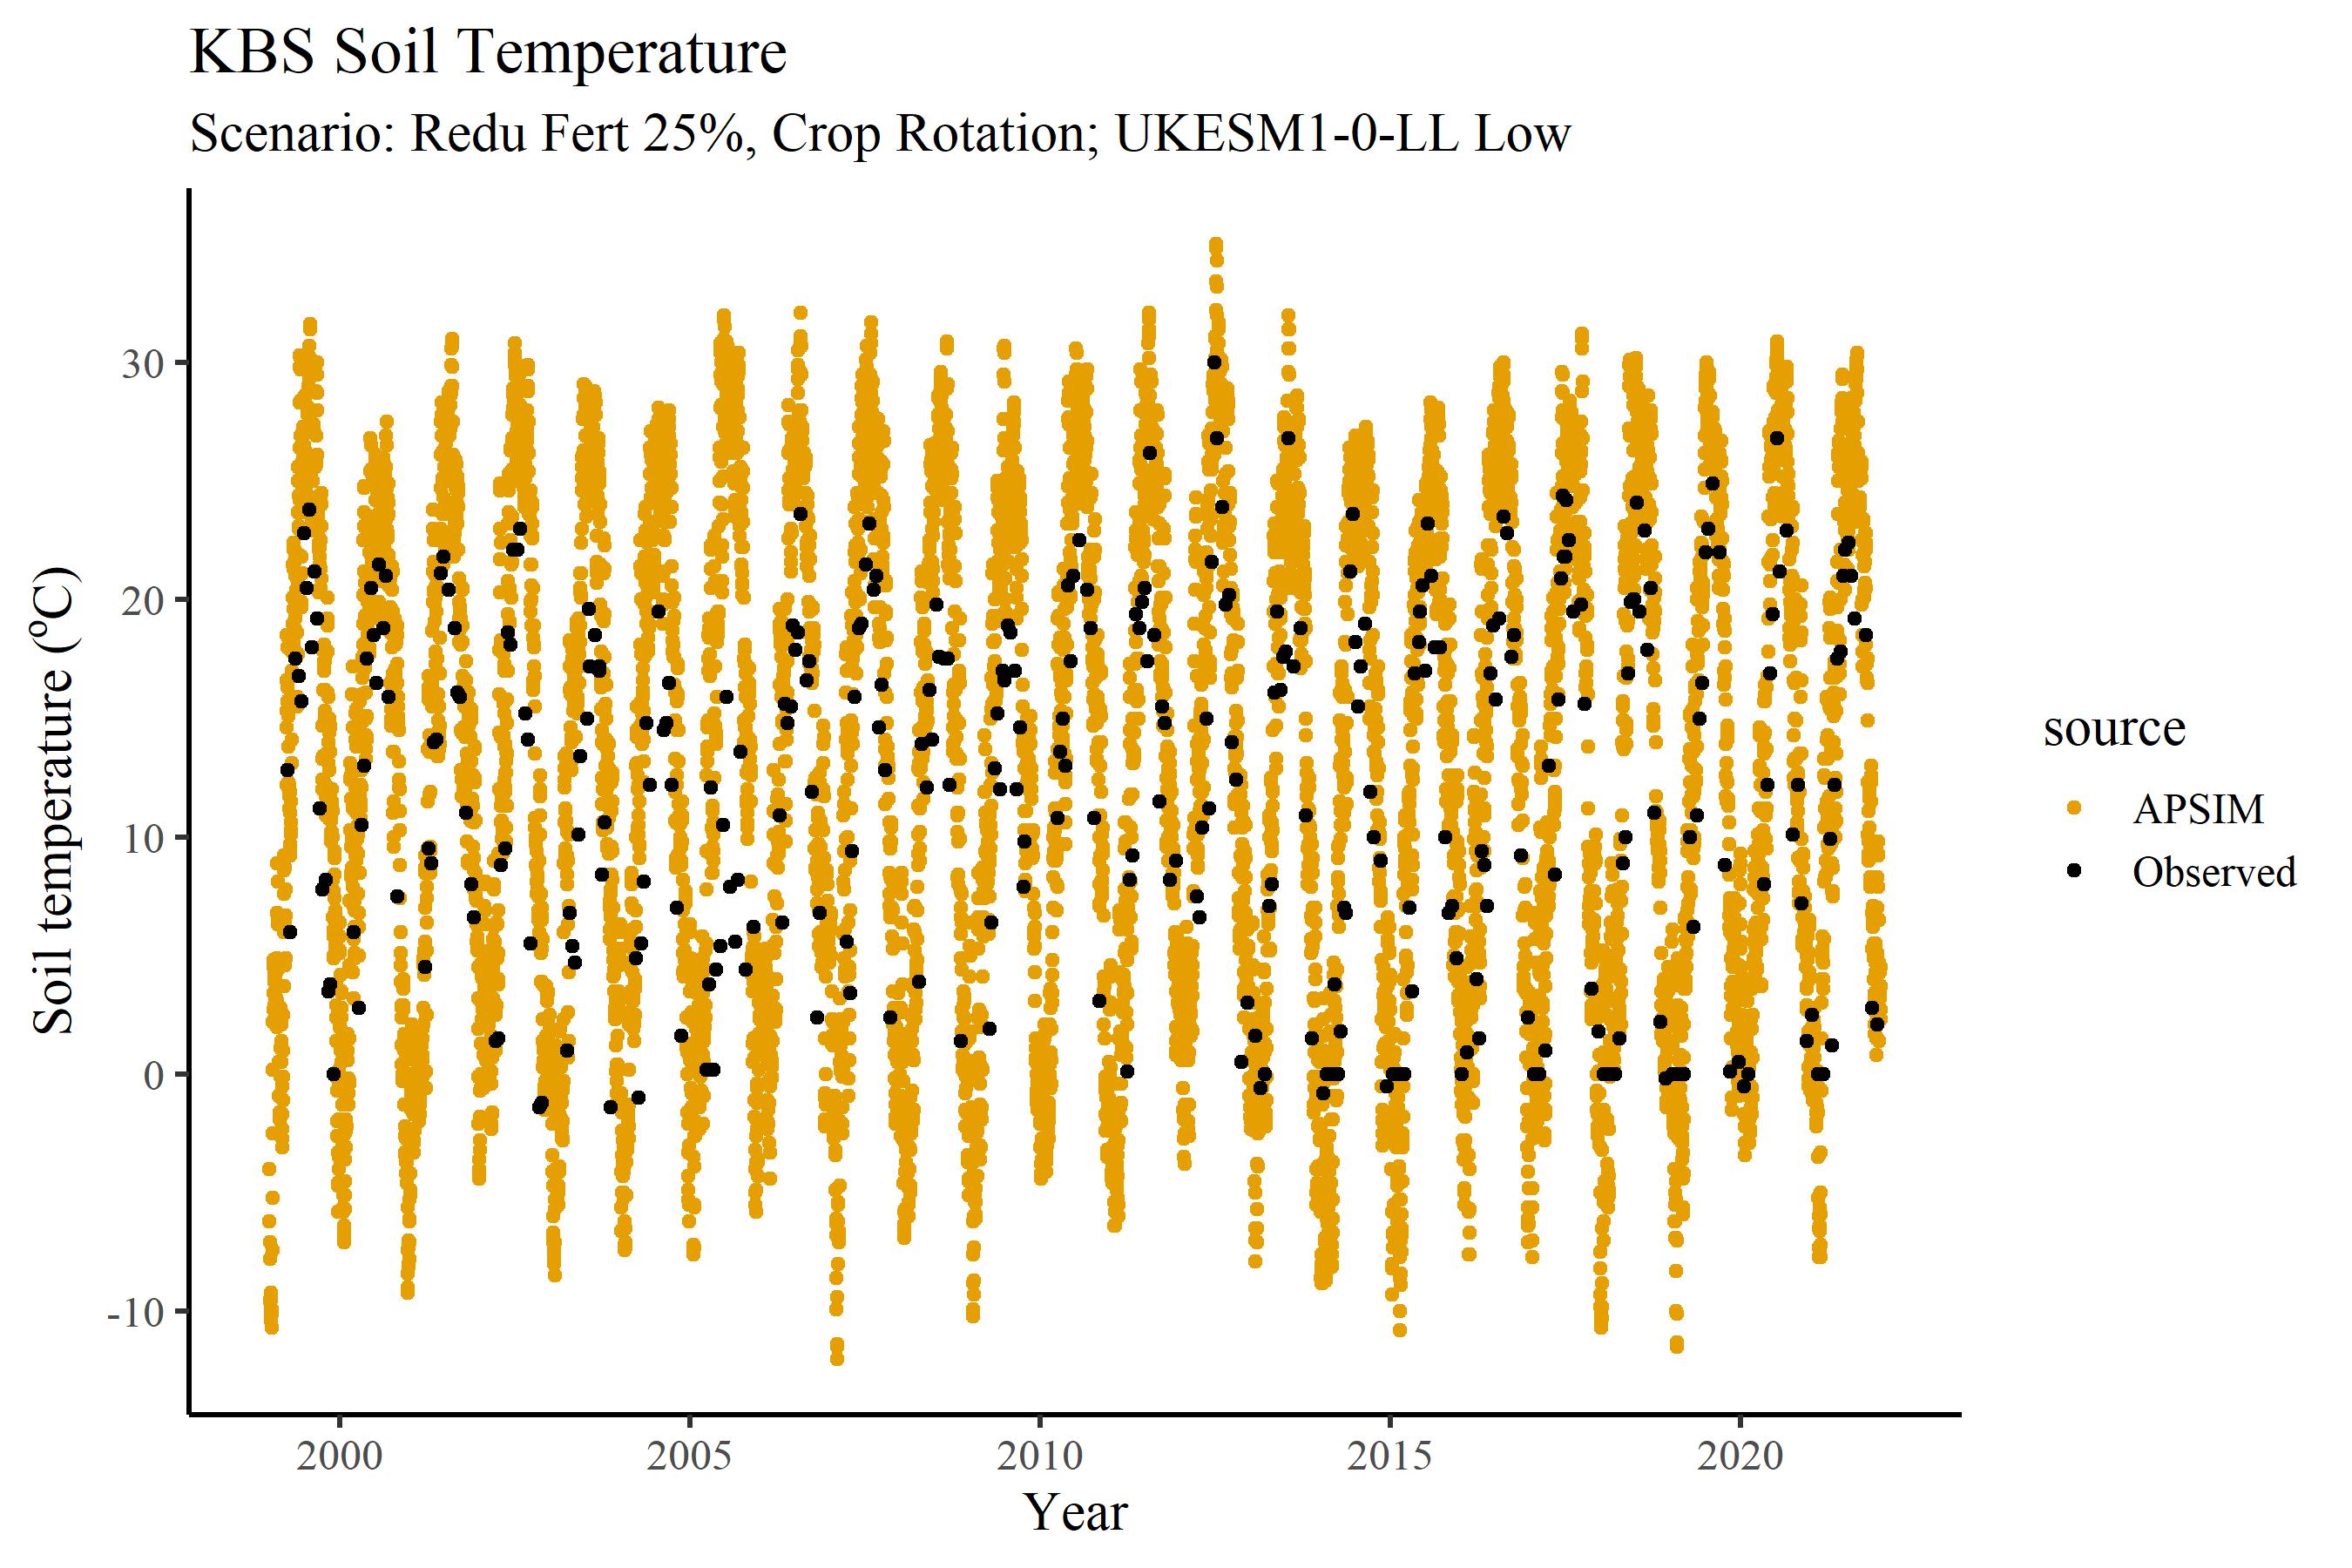 KBS Soil Temperature
Scenario: Redu Fert 25%, Crop Rotation; UKESM1-0-LL Low
Soil temperature (ºC)
30
20
10
0
-10
2000
2005
2010
2015
2020
Year
source
APSIM
Observed